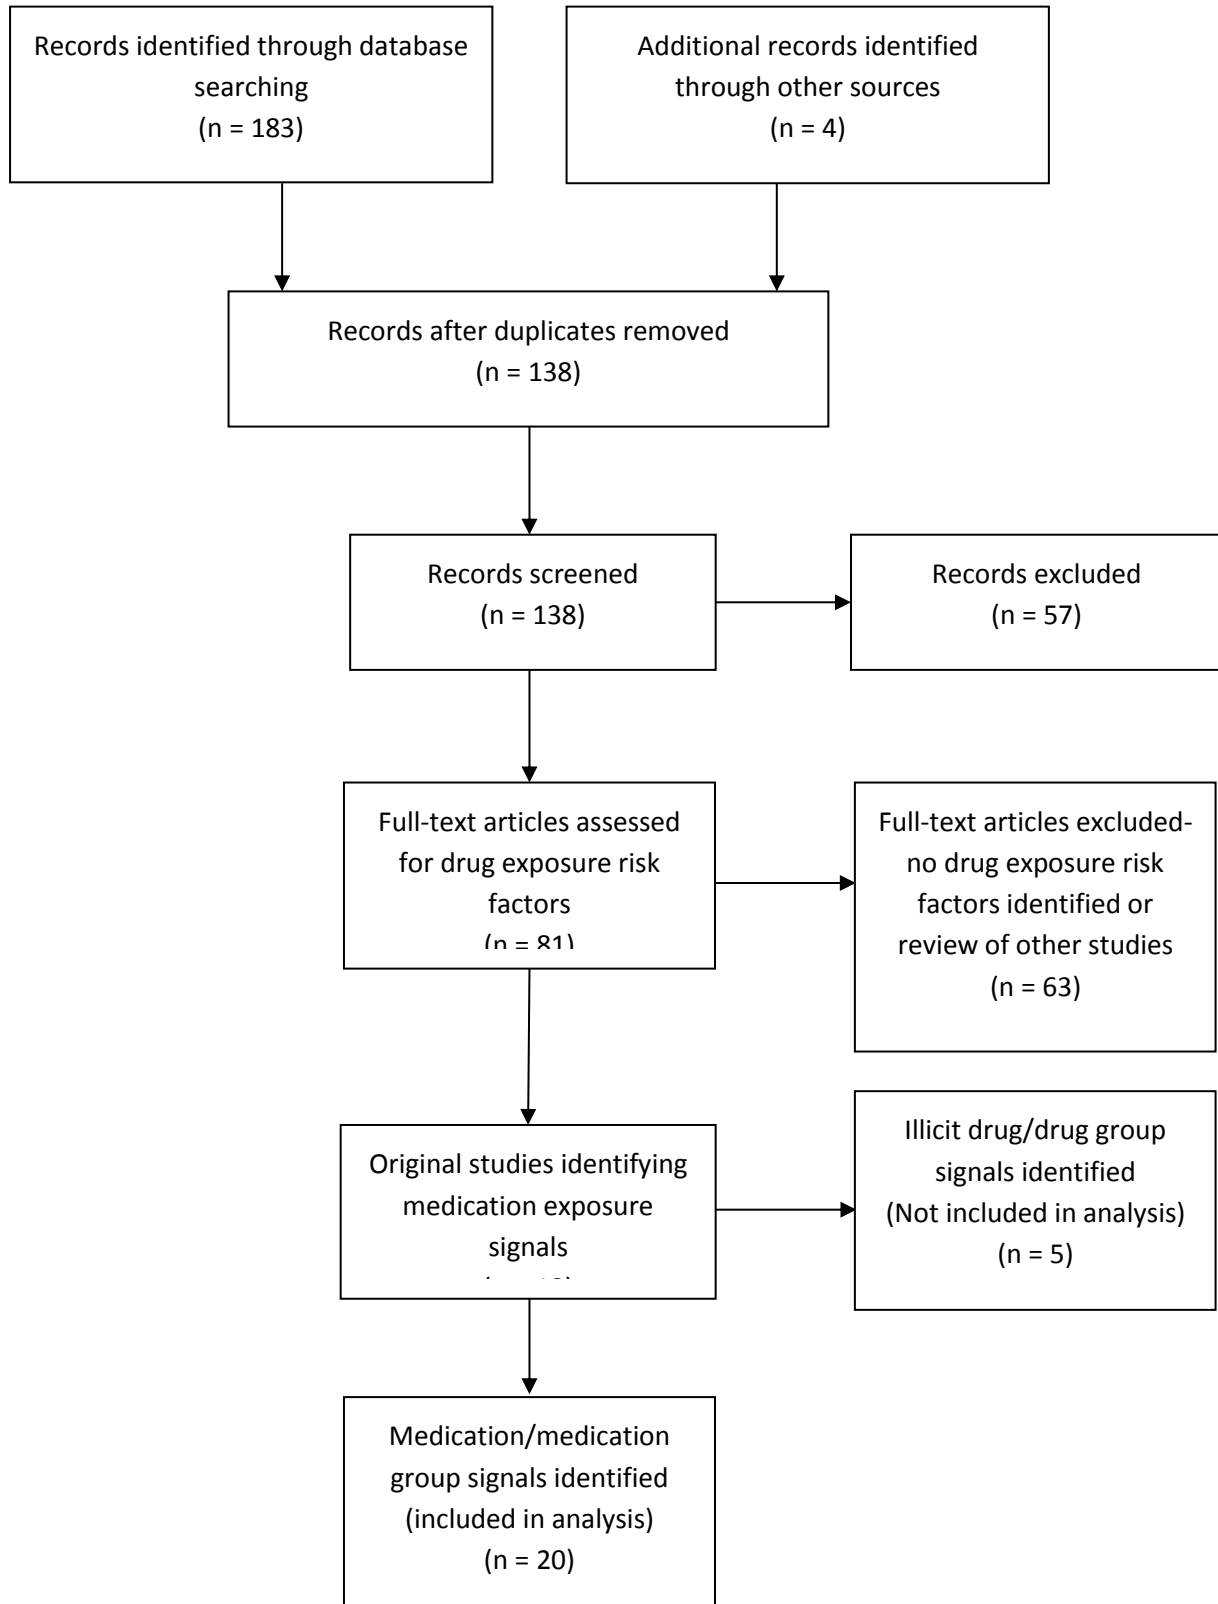 Records identified through database
searching
(n = 183)
Additional records identified
through other sources
(n = 4)
Records after duplicates removed
(n = 138)
Records screened
(n = 138)
Records excluded
(n = 57)
Full-text articles assessed
for drug exposure risk
factors
(n = 81)
Full-text articles excluded-
no drug exposure risk
factors identified or
review of other studies
(n = 63)
Original studies identifying
medication exposure
signals
Illicit drug/drug group
signals identified
(Not included in analysis)
(n = 5)
Medication/medication
group signals identified
(included in analysis)
(n = 20)